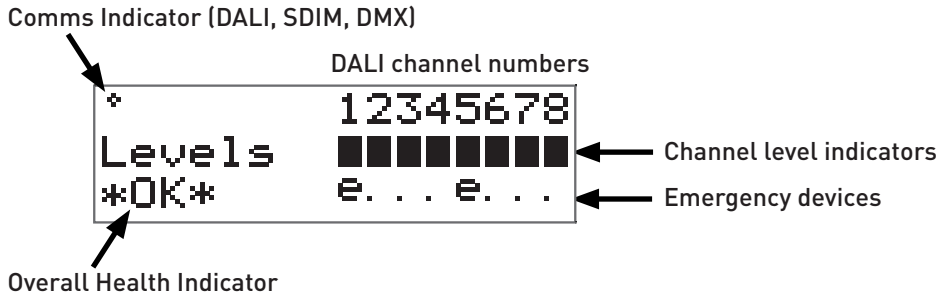 Comms Indicator (DALI, SDIM, DMX)
DALI channel numbers
12345678
Levels
Channel level indicators
*OK* e...e...
Emergency devices
Overall Health Indicator